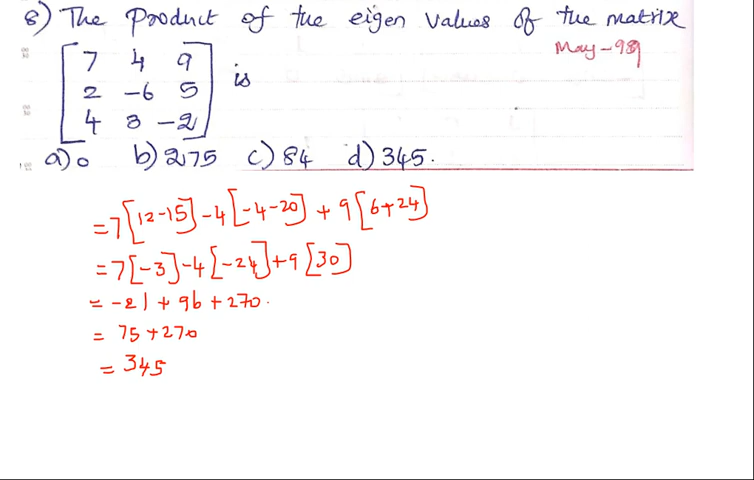 8) The product of the eigen values of the matrix
May-98
[7 4 9
2 -6 5
4 3 -2] is
a) 0 b) 275 c) 84 d) 345.
=7[12-15]-4[-4-20]+9[6+24]
=7[-3]-4[-24]+9[30]
= -21+96+270.
= 75+270
= 345